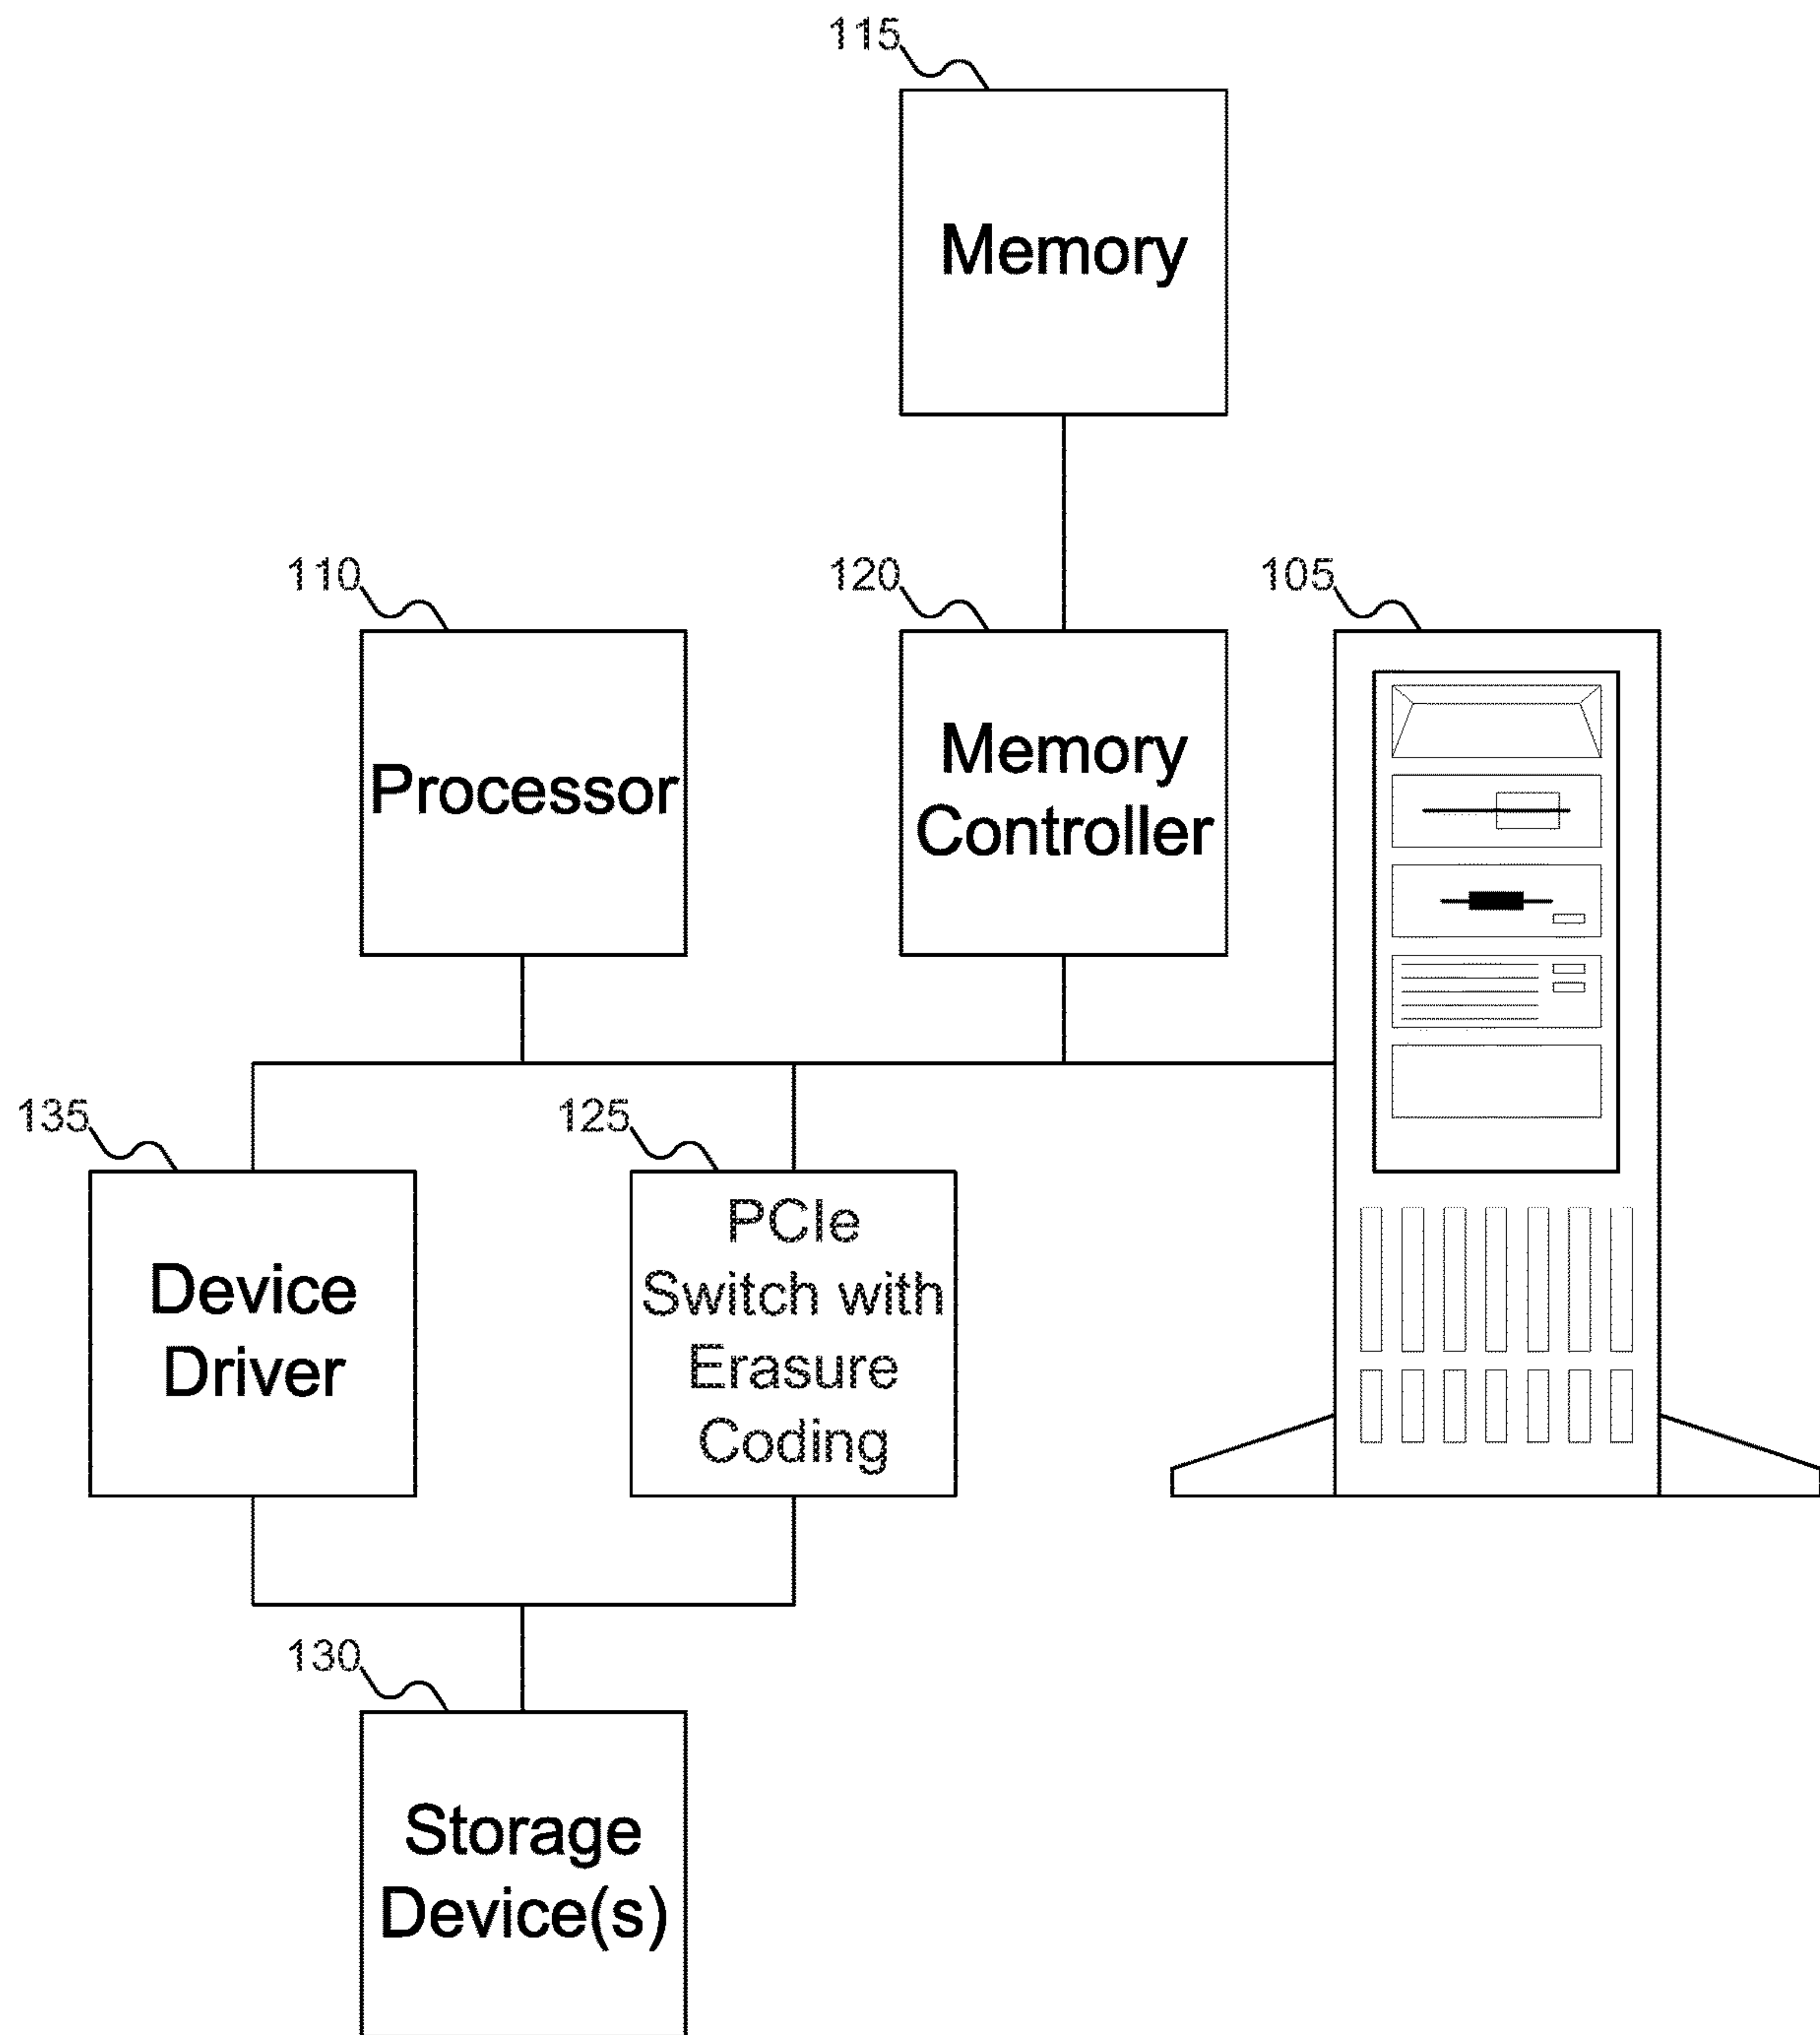 115
Memory
110
120
105
Processor
Memory
Controller
135
125
Device
Driver
PCIe
Switch with
Erasure
Coding
130
Storage
Device(s)